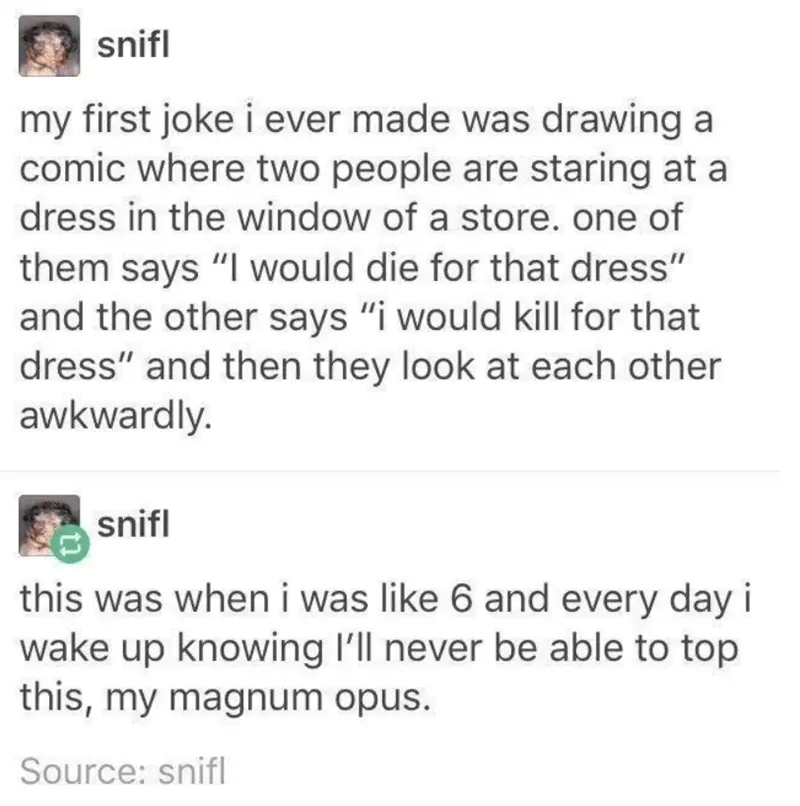 snifl
my first joke i ever made was drawing a
comic where two people are staring at a
dress in the window of a store. one of
them says “I would die for that dress”
and the other says “i would kill for that
dress” and then they look at each other
awkwardly.
snifl
this was when i was like 6 and every day i
wake up knowing I’ll never be able to top
this, my magnum opus.
Source: snifl